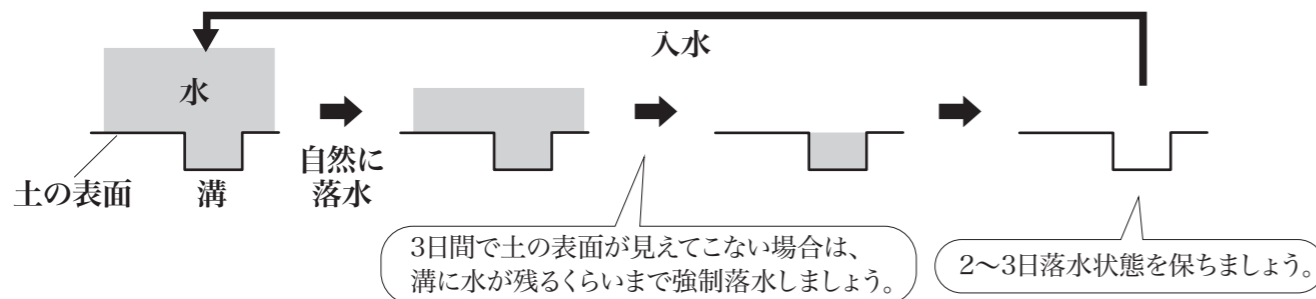 入水
水
土の表面
溝
自然に
落水
3日間で土の表面が見えてこない場合は、
溝に水が残るくらいまで強制落水しましょう。
2〜3日落水状態を保ちましょう。